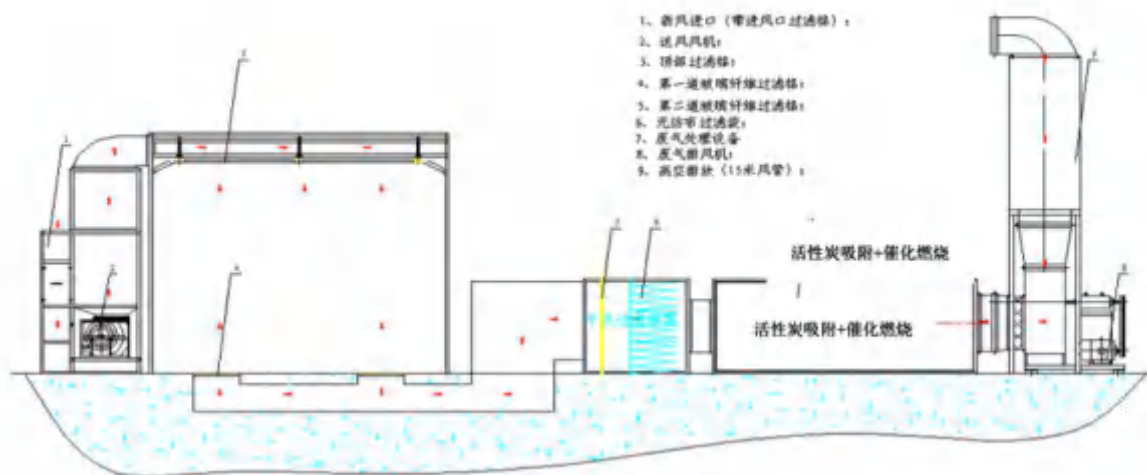 1、新风进口（带进风口过滤棉）；
2、送风风机；
3、顶部过滤棉；
4、第一道玻璃纤维过滤棉；
5、第二道玻璃纤维过滤棉；
6、无纺布过滤袋；
7、废气处理设备
8、废气排风机；
9、高空排放（15米风管）；
活性炭吸附+催化燃烧
活性炭吸附+催化燃烧